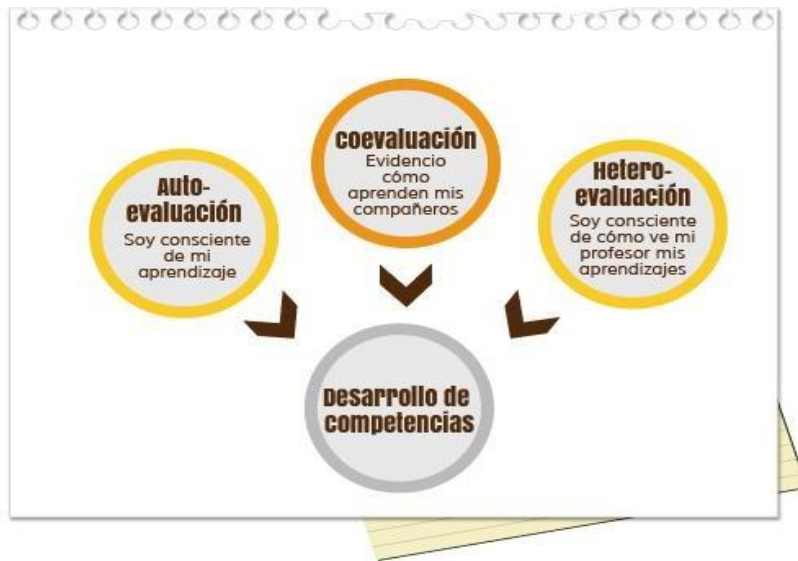 Auto-
evaluación
Soy consciente
de mi
aprendizaje
coevaluación
Evidencio
cómo
aprenden mis
compañeros
Hetero-
evaluación
Soy consciente
de cómo ve mi
profesor mis
aprendizajes
Desarrollo de
competencias